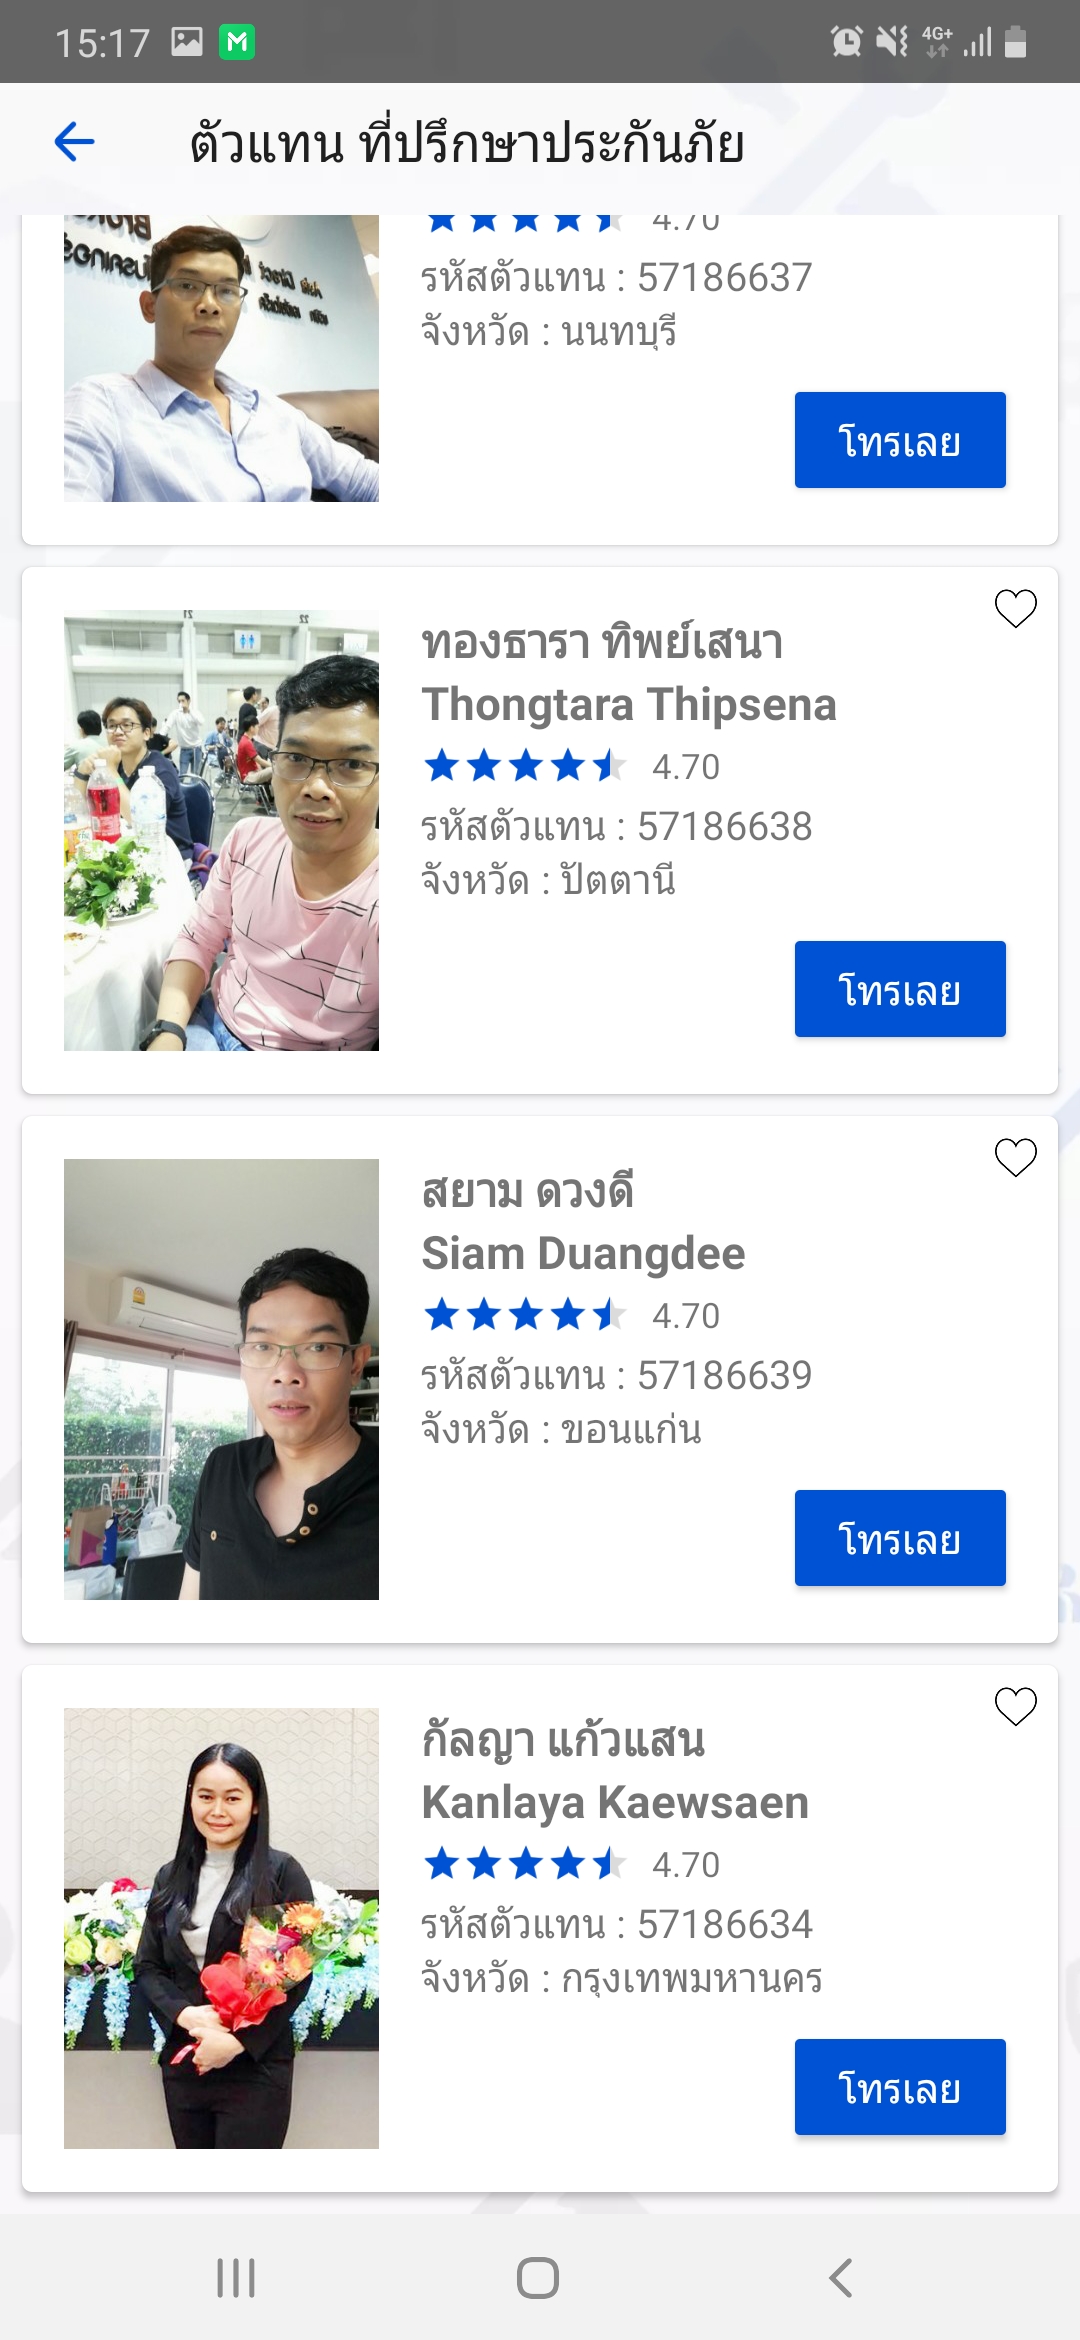 15:17
4G+
ตัวแทน ที่ปรึกษาประกันภัย
4.70
รหัสตัวแทน : 57186637
จังหวัด : นนทบุรี
โทรเลย
ทองธารา ทิพย์เสนา
Thongtara Thipsena
4.70
รหัสตัวแทน : 57186638
จังหวัด : ปัตตานี
โทรเลย
สยาม ดวงดี
Siam Duangdee
4.70
รหัสตัวแทน : 57186639
จังหวัด : ขอนแก่น
โทรเลย
กัลญา แก้วแสน
Kanlaya Kaewsaen
4.70
รหัสตัวแทน : 57186634
จังหวัด : กรุงเทพมหานคร
โทรเลย